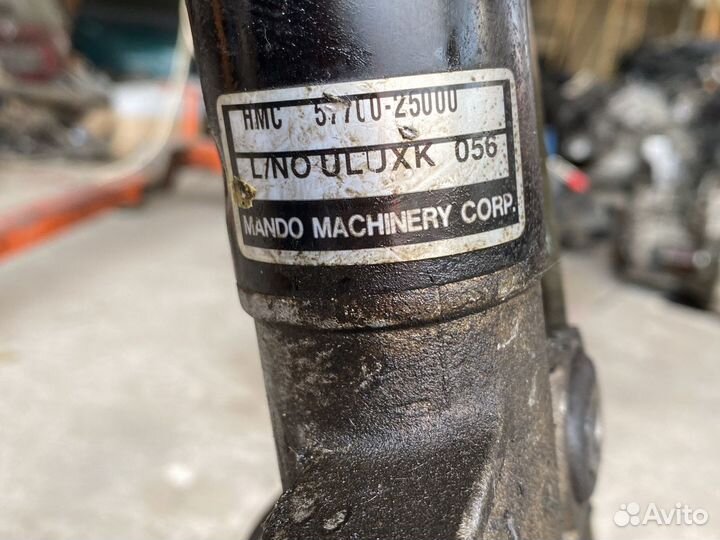 HMC 57700-25000
L/NO ULUXK 056
MANDO MACHINERY CORP.
Avito